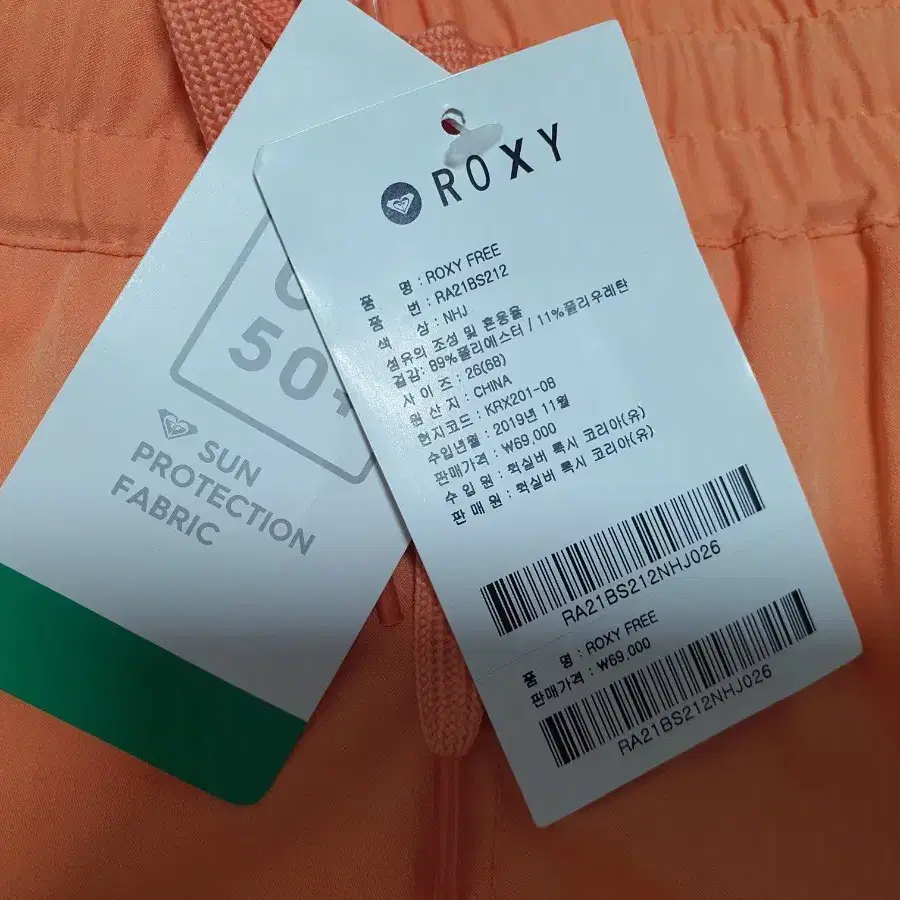 ROXY
품 명 : ROXY FREE
품 번 : RA21BS212
색 상 : NHJ
섬유의 조성 및 혼용율
겉감: 89%폴리에스터 / 11%폴리우레탄
사 이 즈 : 26(68)
원 산 지 : CHINA
현지코드 : KRX201-08
수입년월 : 2019년 11월
판매가격 : ₩69,000
수 입 원 : 퀵실버 록시 코리아(유)
판 매 원 : 퀵실버 록시 코리아(유)
RA21BS212NHJ026
품 명 : ROXY FREE
판매가격 : ₩69,000
RA21BS212NHJ026
50+
SUN
PROTECTION
FABRIC